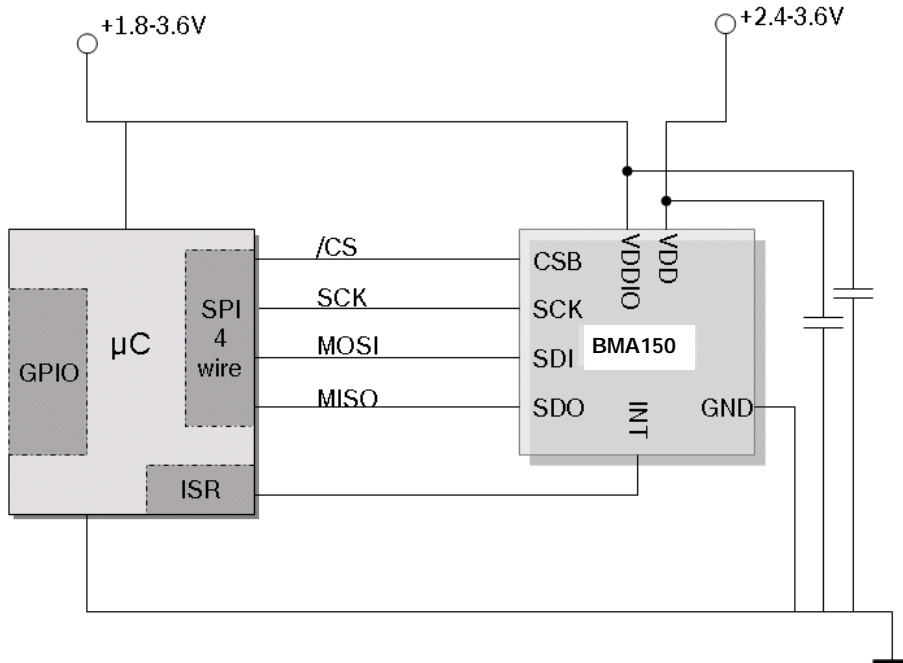 +1.8-3.6V
+2.4-3.6V
/CS
SCK
MOSI
MISO
GPIO
µC
SPI
4
wire
ISR
CSB
SCK
SDI
SDO
VDDIO
VDD
BMA150
INT
GND